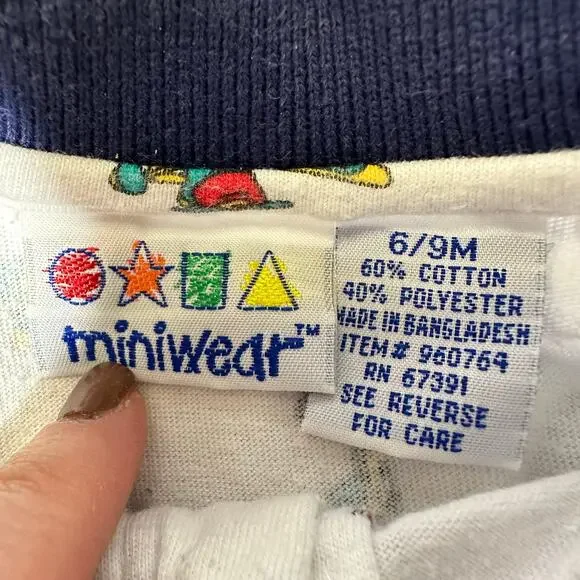 miniwear™
6/9M
60% COTTON
40% POLYESTER
MADE IN BANGLADESH
ITEM# 960764
RN 67391
SEE REVERSE
FOR CARE